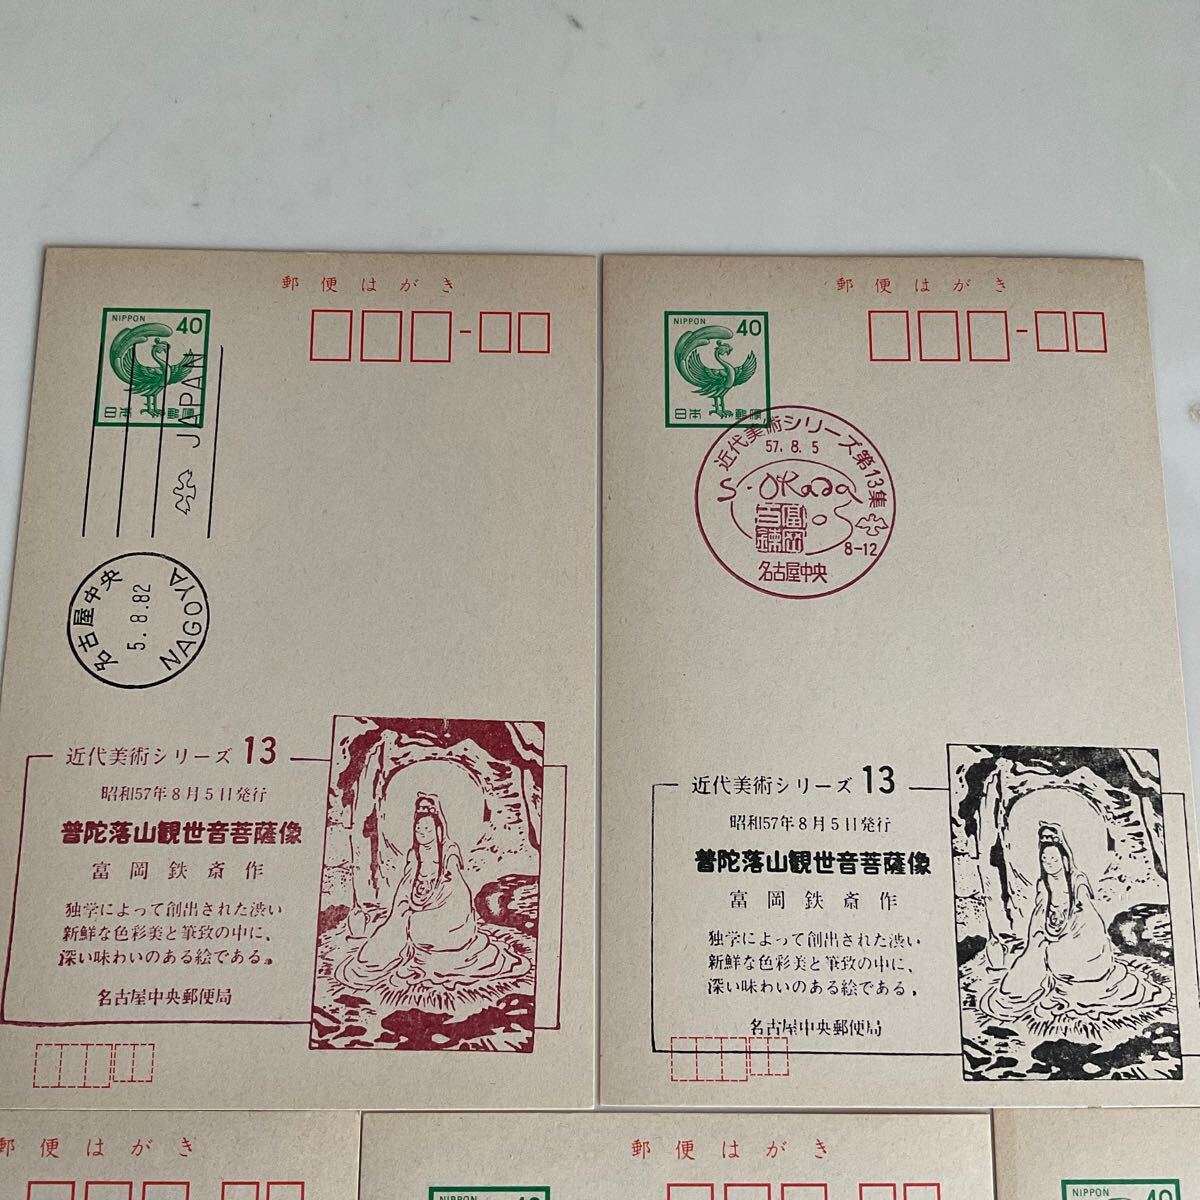 郵便はがき
NIPPON 40
日本郵便
JAPAN
名古屋中央
5.8.82
NAGOYA
近代美術シリーズ 13
昭和57年8月5日発行
普陀落山観世音菩薩像
富岡鉄斎作
独学によって創出された渋い
新鮮な色彩美と筆致の中に、
深い味わいのある絵である。
名古屋中央郵便局
郵便はがき
NIPPON 40
日本郵便
近代美術シリーズ第13集
57.8.5
S.OKada
8-12
名古屋中央
近代美術シリーズ 13
昭和57年8月5日発行
普陀落山観世音菩薩像
富岡鉄斎作
独学によって創出された渋い
新鮮な色彩美と筆致の中に、
深い味わいのある絵である。
名古屋中央郵便局
郵便はがき
郵便はがき
NIPPON 40
NIPPON 40